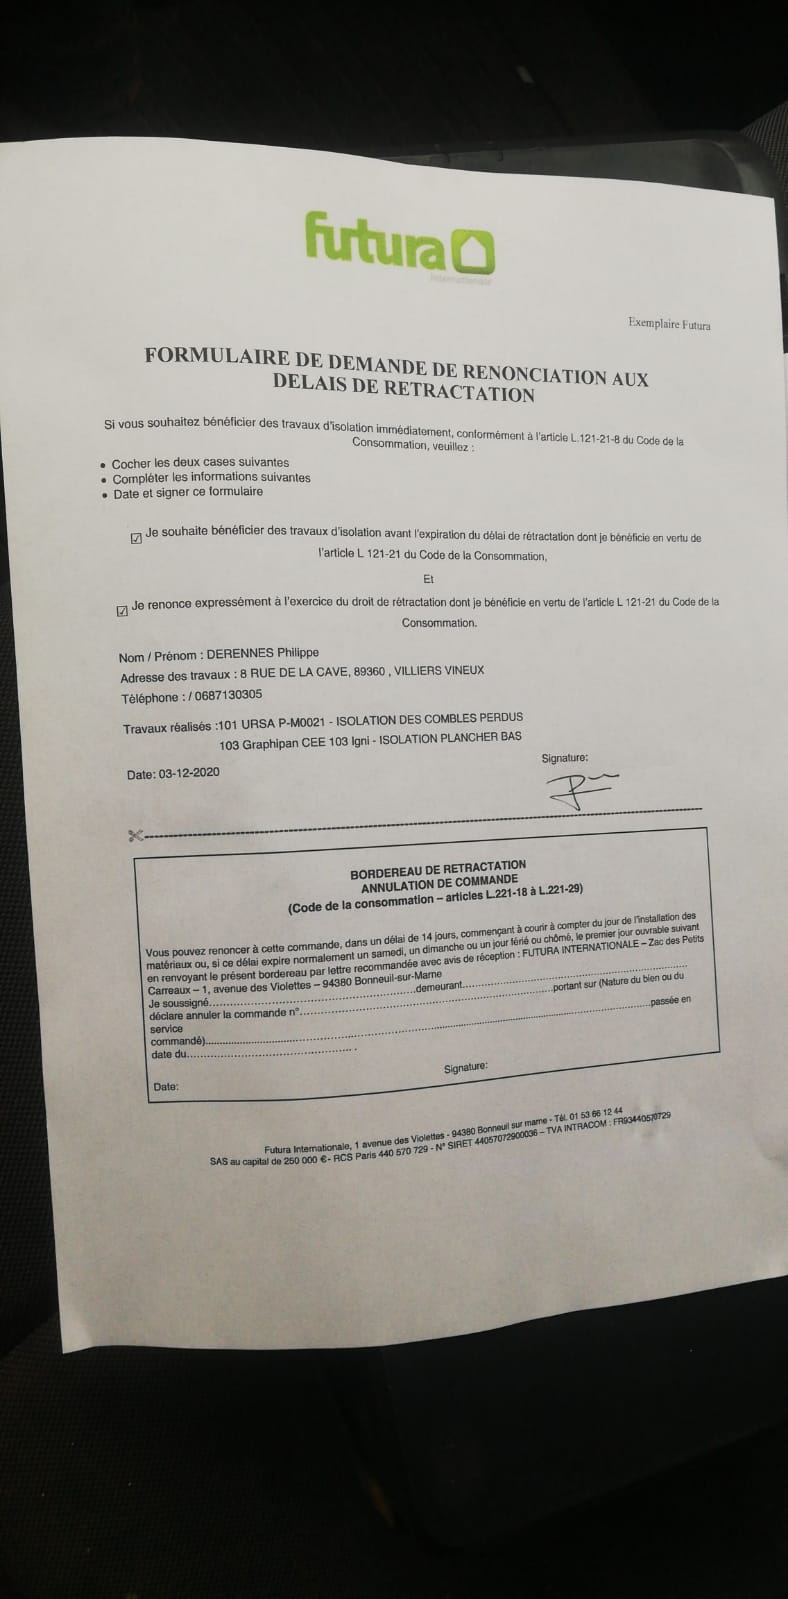 futura
internationale
Exemplaire Futura
FORMULAIRE DE DEMANDE DE RENONCIATION AUX
DELAIS DE RETRACTATION
Si vous souhaitez bénéficier des travaux d'isolation immédiatement, conformément à l'article L.121-21-8 du Code de la
Consommation, veuillez :
• Cocher les deux cases suivantes
• Compléter les informations suivantes
• Date et signer ce formulaire
☑ Je souhaite bénéficier des travaux d'isolation avant l'expiration du délai de rétractation dont je bénéficie en vertu de
l'article L 121-21 du Code de la Consommation,
Et
☑ Je renonce expressément à l'exercice du droit de rétractation dont je bénéficie en vertu de l'article L 121-21 du Code de la
Consommation.
Nom / Prénom : DERENNES Philippe
Adresse des travaux : 8 RUE DE LA CAVE, 89360 , VILLIERS VINEUX
Téléphone : / 0687130305
Travaux réalisés :101 URSA P-M0021 - ISOLATION DES COMBLES PERDUS
103 Graphipan CEE 103 Igni - ISOLATION PLANCHER BAS
Date: 03-12-2020
Signature:
BORDEREAU DE RETRACTATION
ANNULATION DE COMMANDE
(Code de la consommation – articles L.221-18 à L.221-29)
Vous pouvez renoncer à cette commande, dans un délai de 14 jours, commençant à courir à compter du jour de l'installation des
matériaux ou, si ce délai expire normalement un samedi, un dimanche ou un jour férié ou chômé, le premier jour ouvrable suivant
en renvoyant le présent bordereau par lettre recommandée avec avis de réception : FUTURA INTERNATIONALE – Zac des Petits
Carreaux – 1, avenue des Violettes – 94380 Bonneuil-sur-Marne
Je soussigné..............................demeurant..............................
déclare annuler la commande n°..............................portant sur (Nature du bien ou du
service
commandé)..............................passée en
date du..............................
Date:
Signature:
Futura Internationale, 1 avenue des Violettes - 94380 Bonneuil sur marne - Tél. 01 53 66 12 44
SAS au capital de 250 000 €- RCS Paris 440 570 729 - N° SIRET 44057072900036 – TVA INTRACOM : FR93440570729